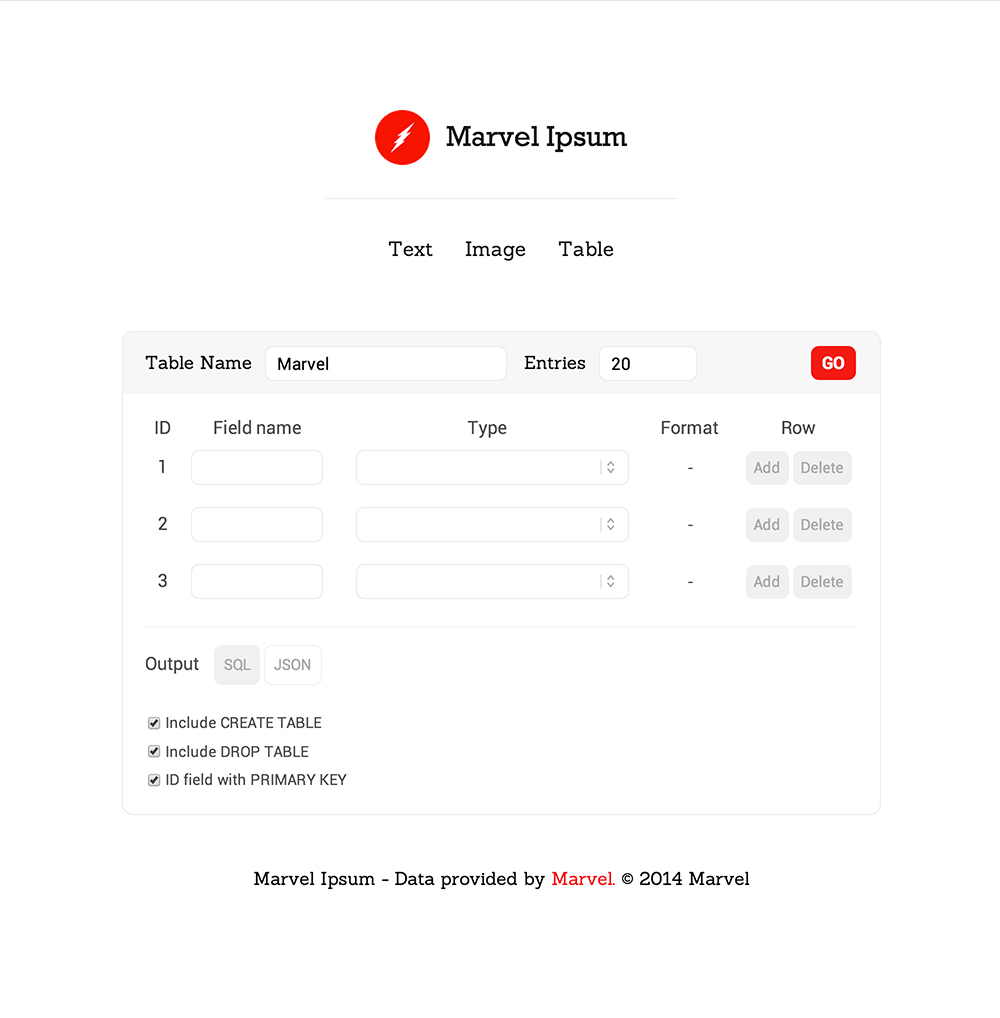 Marvel Ipsum
Text Image Table
Table Name Marvel Entries 20 GO
ID Field name Type Format Row
1 - Add Delete
2 - Add Delete
3 - Add Delete
Output SQL JSON
Include CREATE TABLE
Include DROP TABLE
ID field with PRIMARY KEY
Marvel Ipsum - Data provided by Marvel. © 2014 Marvel